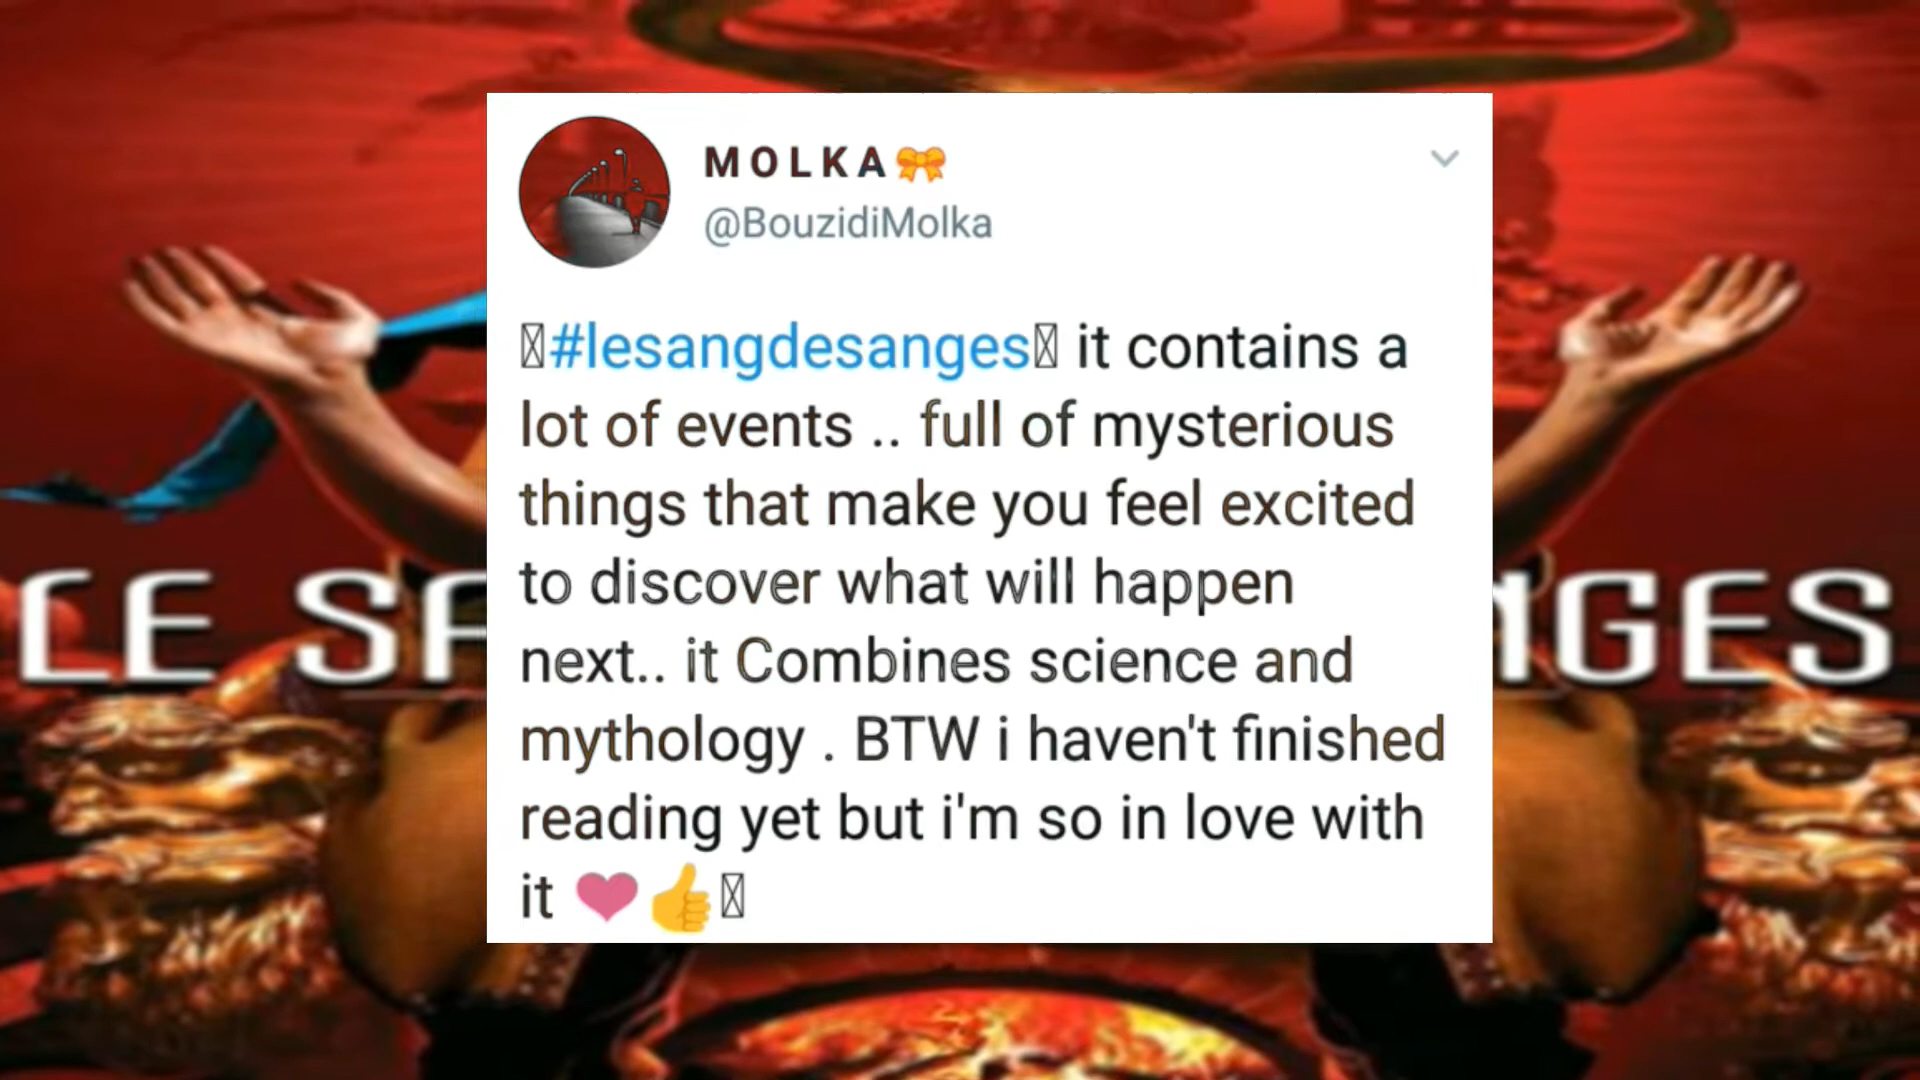 MOLKA🎀
@BouzidiMolka
#lesangdesanges it contains a
lot of events .. full of mysterious
things that make you feel excited
to discover what will happen
next.. it Combines science and
mythology . BTW i haven't finished
reading yet but i'm so in love with
it ❤👍
LE SA
NGES